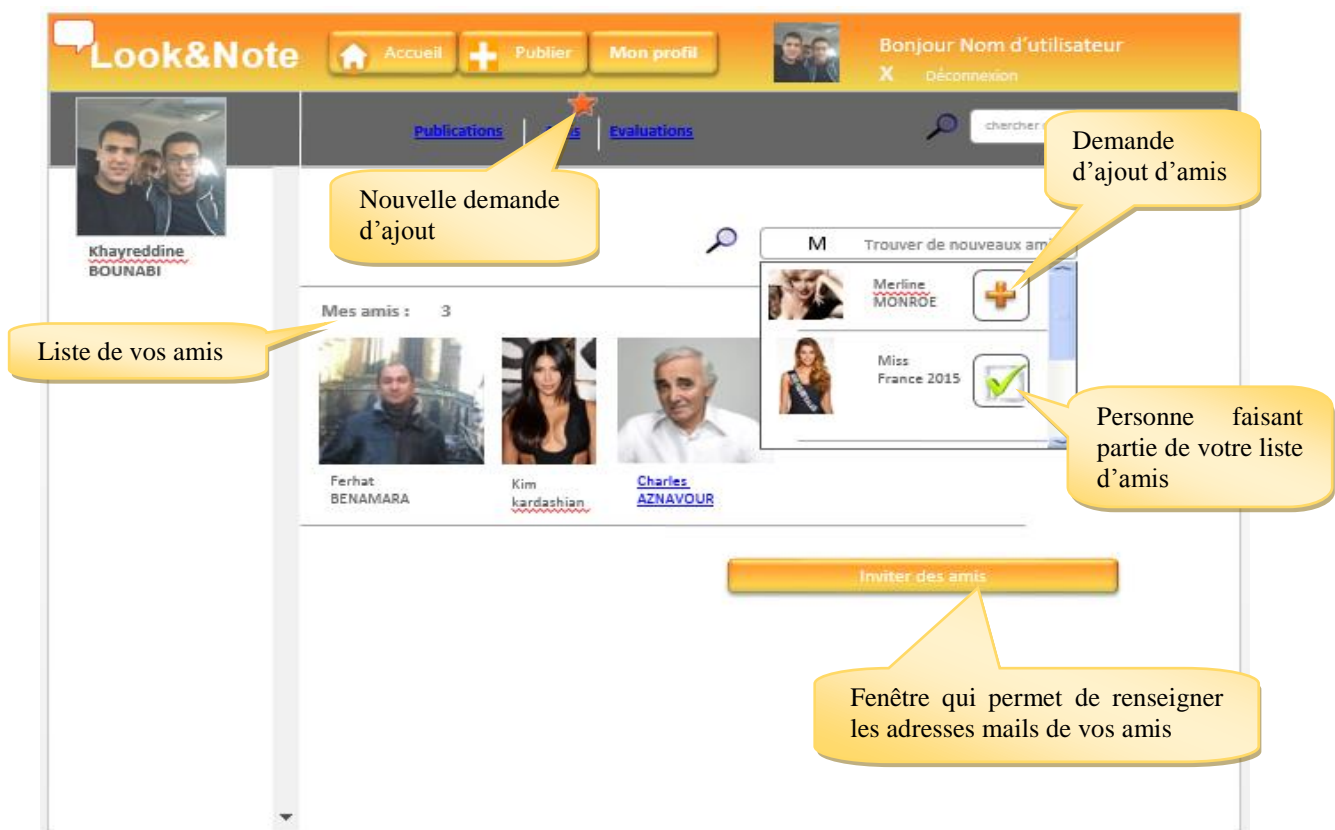 Look&Note
Accueil
Publier
Mon profil
Bonjour Nom d'utilisateur
X Déconnexion
Publications
Evaluations
chercher
Demande
d'ajout d'amis
Nouvelle demande
d'ajout
Khayreddine
BOUNABI
M Trouver de nouveaux
Merline
MONROE
Mes amis : 3
Liste de vos amis
Miss
France 2015
Personne faisant
partie de votre liste
d'amis
Ferhat
BENAMARA
Kim
kardashian
Charles
AZNAVOUR
Inviter des amis
Fenêtre qui permet de renseigner
les adresses mails de vos amis